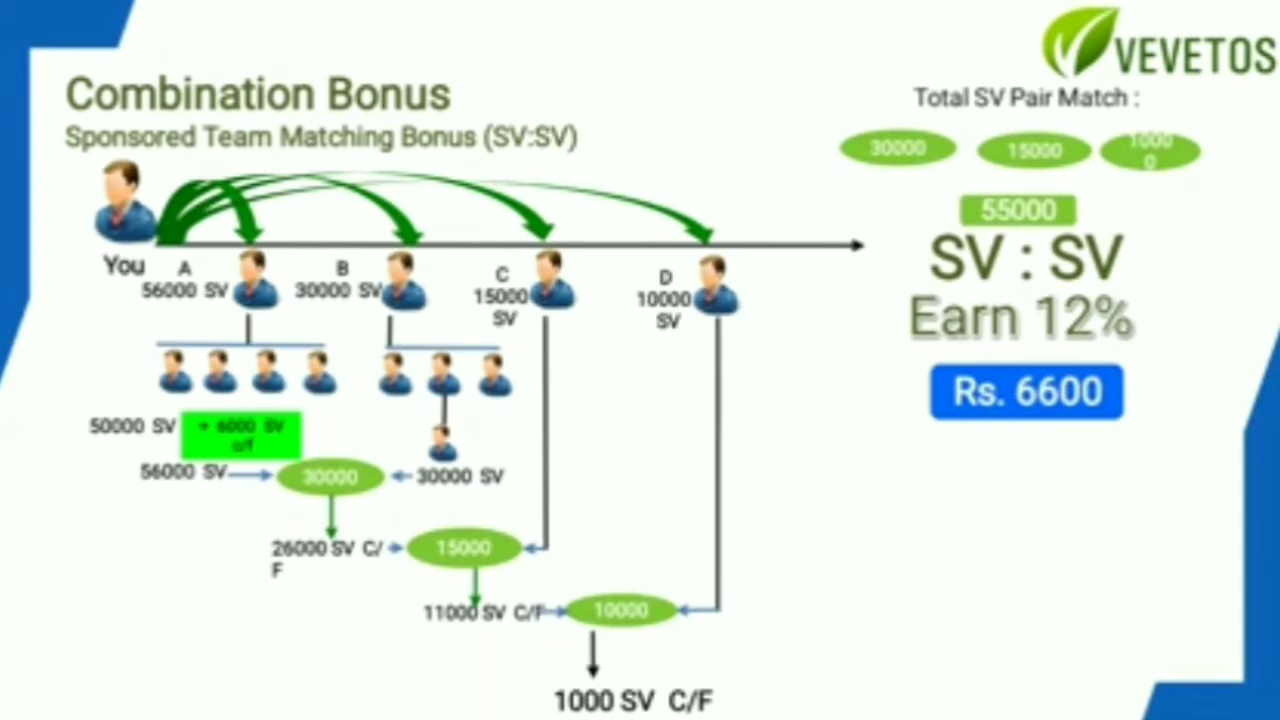 VEVETOS
Combination Bonus
Sponsored Team Matching Bonus (SV:SV)
Total SV Pair Match :
30000
15000
1000
0
55000
SV : SV
Earn 12%
Rs. 6600
You
A
56000 SV
B
30000 SV
C
15000
SV
D
10000
SV
50000 SV
+ 6000 SV
c/f
56000 SV
30000
30000 SV
26000 SV C/
F
15000
11000 SV C/F
10000
1000 SV C/F